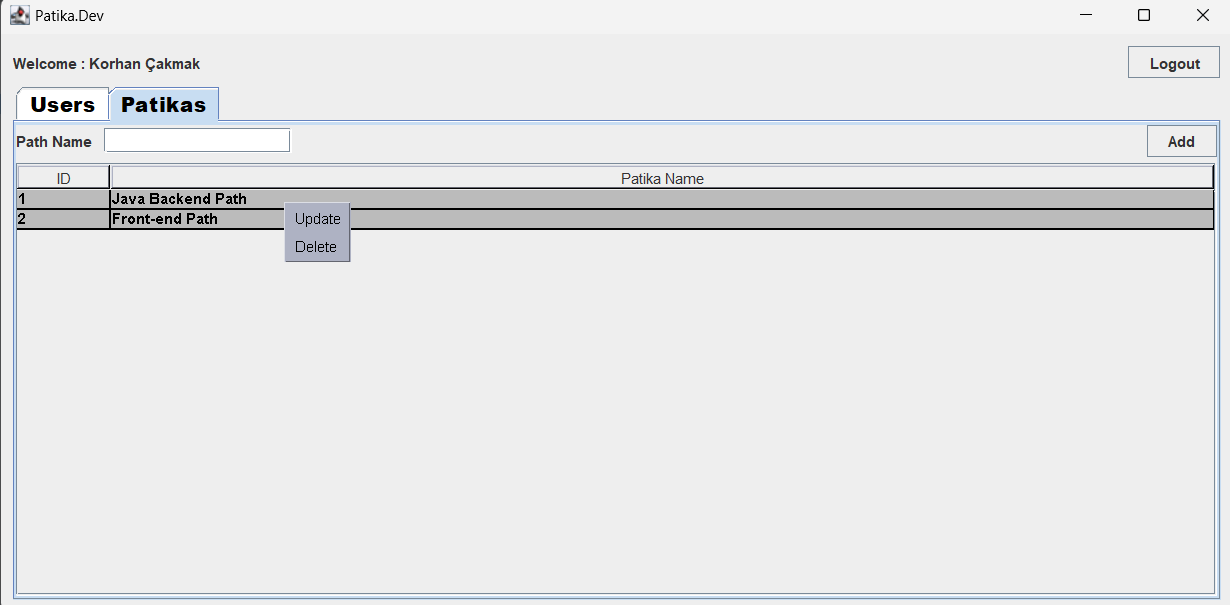 Patika.Dev
Welcome : Korhan Çakmak
Logout
Users Patikas
Path Name
Add
ID Patika Name
1 Java Backend Path
2 Front-end Path
Update
Delete